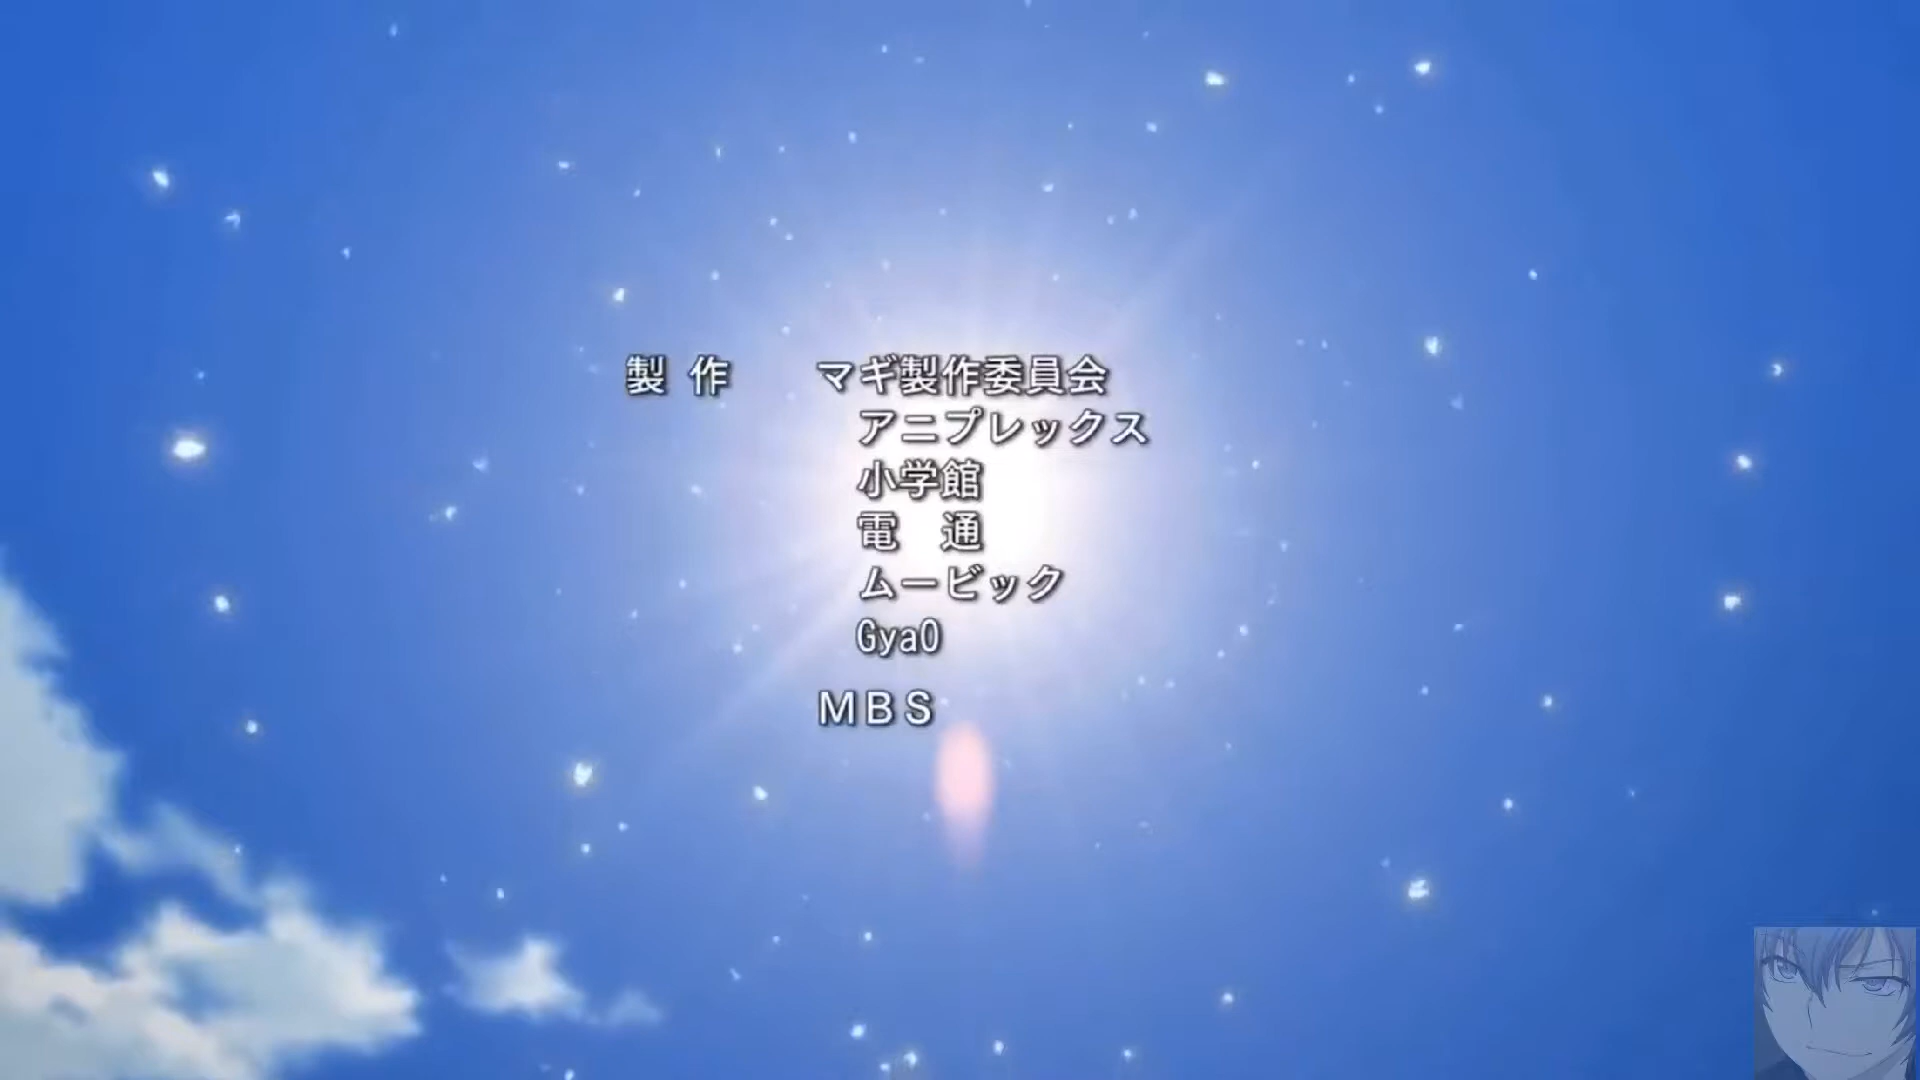 製 作　　マギ製作委員会
アニプレックス
小学館
電　通
ムービック
GyaO
ＭＢＳ